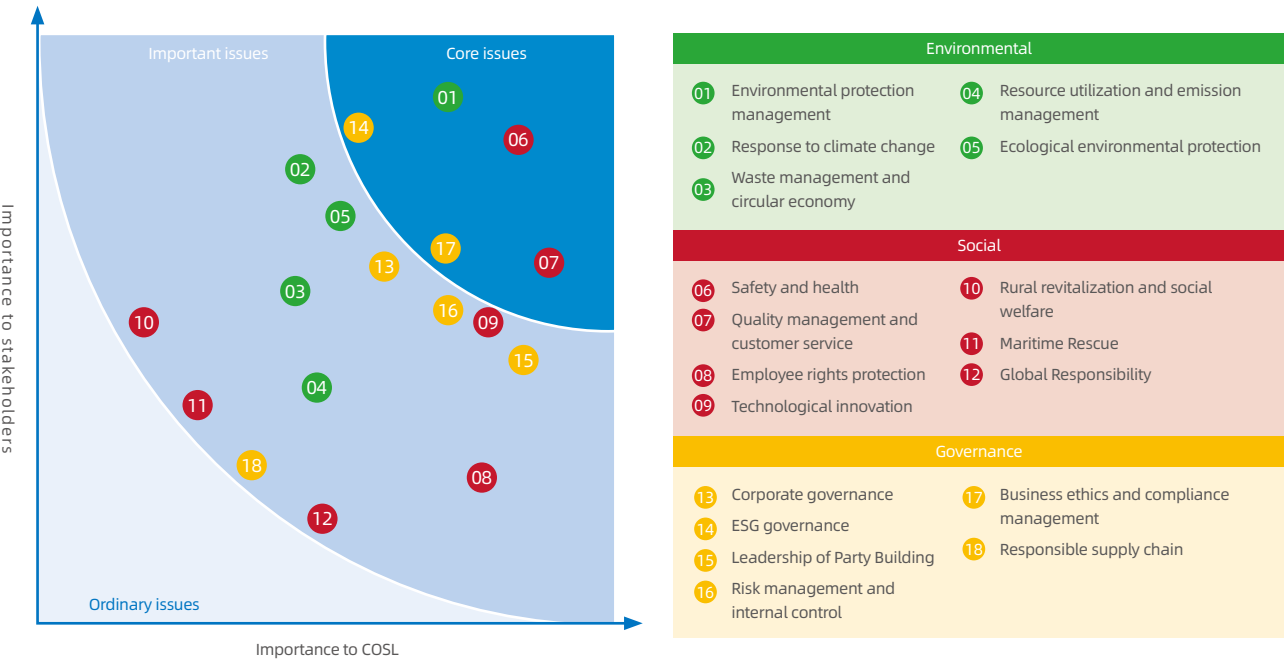 Important issues
Core issues
01
14
06
02
05
17
07
13
03
16
09
10
15
04
11
18
08
12
Ordinary issues
Importance to stakeholders
Importance to COSL
Environmental
01 Environmental protection
management
02 Response to climate change
03 Waste management and
circular economy
04 Resource utilization and emission
management
05 Ecological environmental protection
Social
06 Safety and health
07 Quality management and
customer service
08 Employee rights protection
09 Technological innovation
10 Rural revitalization and social
welfare
11 Maritime Rescue
12 Global Responsibility
Governance
13 Corporate governance
14 ESG governance
15 Leadership of Party Building
16 Risk management and
internal control
17 Business ethics and compliance
management
18 Responsible supply chain